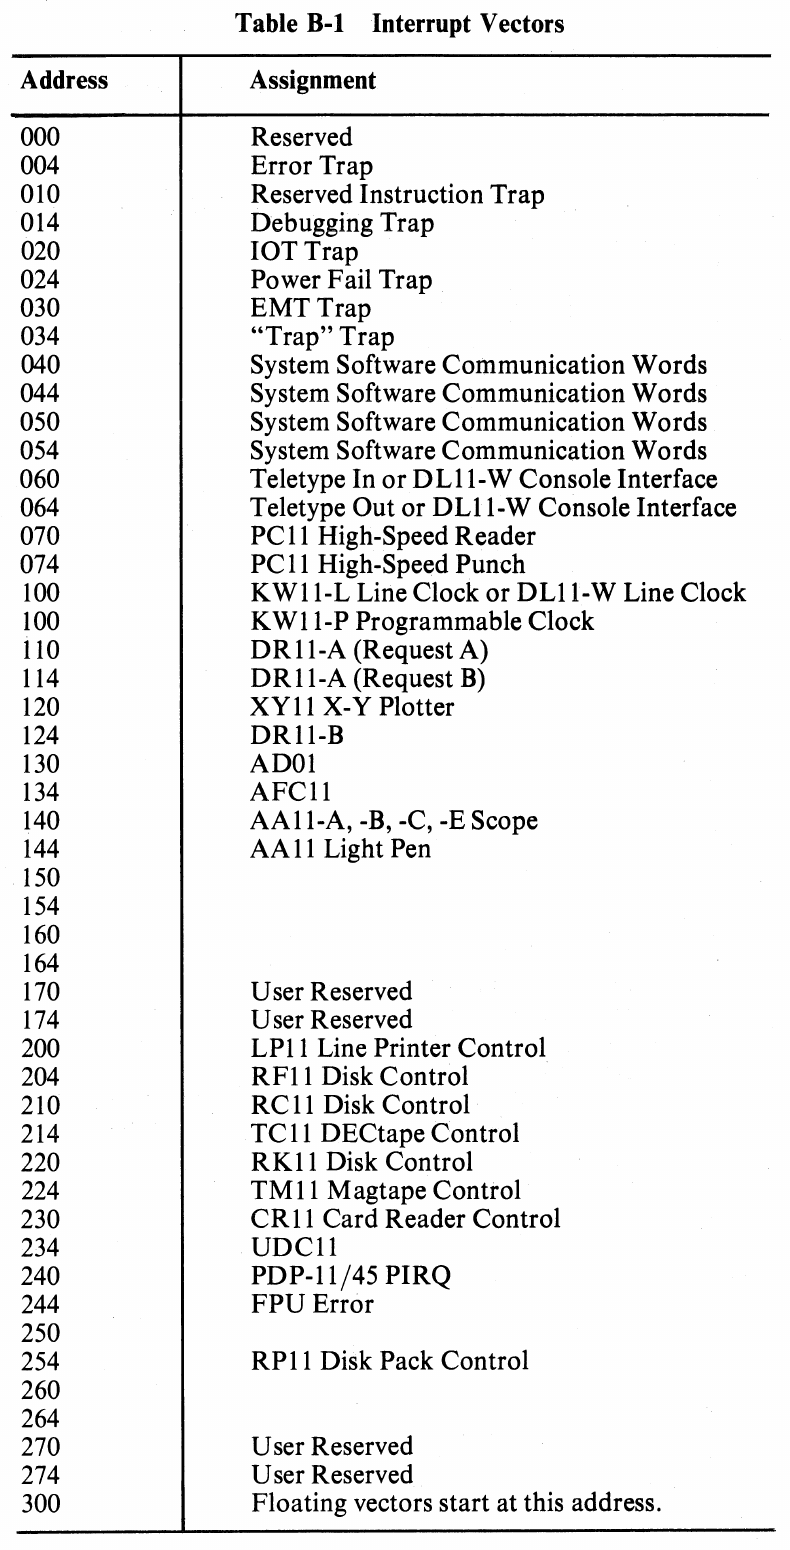 Table B-1 Interrupt Vectors
Address Assignment
000 Reserved
004 Error Trap
010 Reserved Instruction Trap
014 Debugging Trap
020 IOT Trap
024 Power Fail Trap
030 EMT Trap
034 “Trap” Trap
040 System Software Communication Words
044 System Software Communication Words
050 System Software Communication Words
054 System Software Communication Words
060 Teletype In or DL11-W Console Interface
064 Teletype Out or DL11-W Console Interface
070 PC11 High-Speed Reader
074 PC11 High-Speed Punch
100 KW11-L Line Clock or DL11-W Line Clock
100 KW11-P Programmable Clock
110 DR11-A (Request A)
114 DR11-A (Request B)
120 XY11 X-Y Plotter
124 DR11-B
130 AD01
134 AFC11
140 AA11-A, -B, -C, -E Scope
144 AA11 Light Pen
150
154
160
164
170 User Reserved
174 User Reserved
200 LP11 Line Printer Control
204 RF11 Disk Control
210 RC11 Disk Control
214 TC11 DECtape Control
220 RK11 Disk Control
224 TM11 Magtape Control
230 CR11 Card Reader Control
234 UDC11
240 PDP-11/45 PIRQ
244 FPU Error
250
254 RP11 Disk Pack Control
260
264
270 User Reserved
274 User Reserved
300 Floating vectors start at this address.